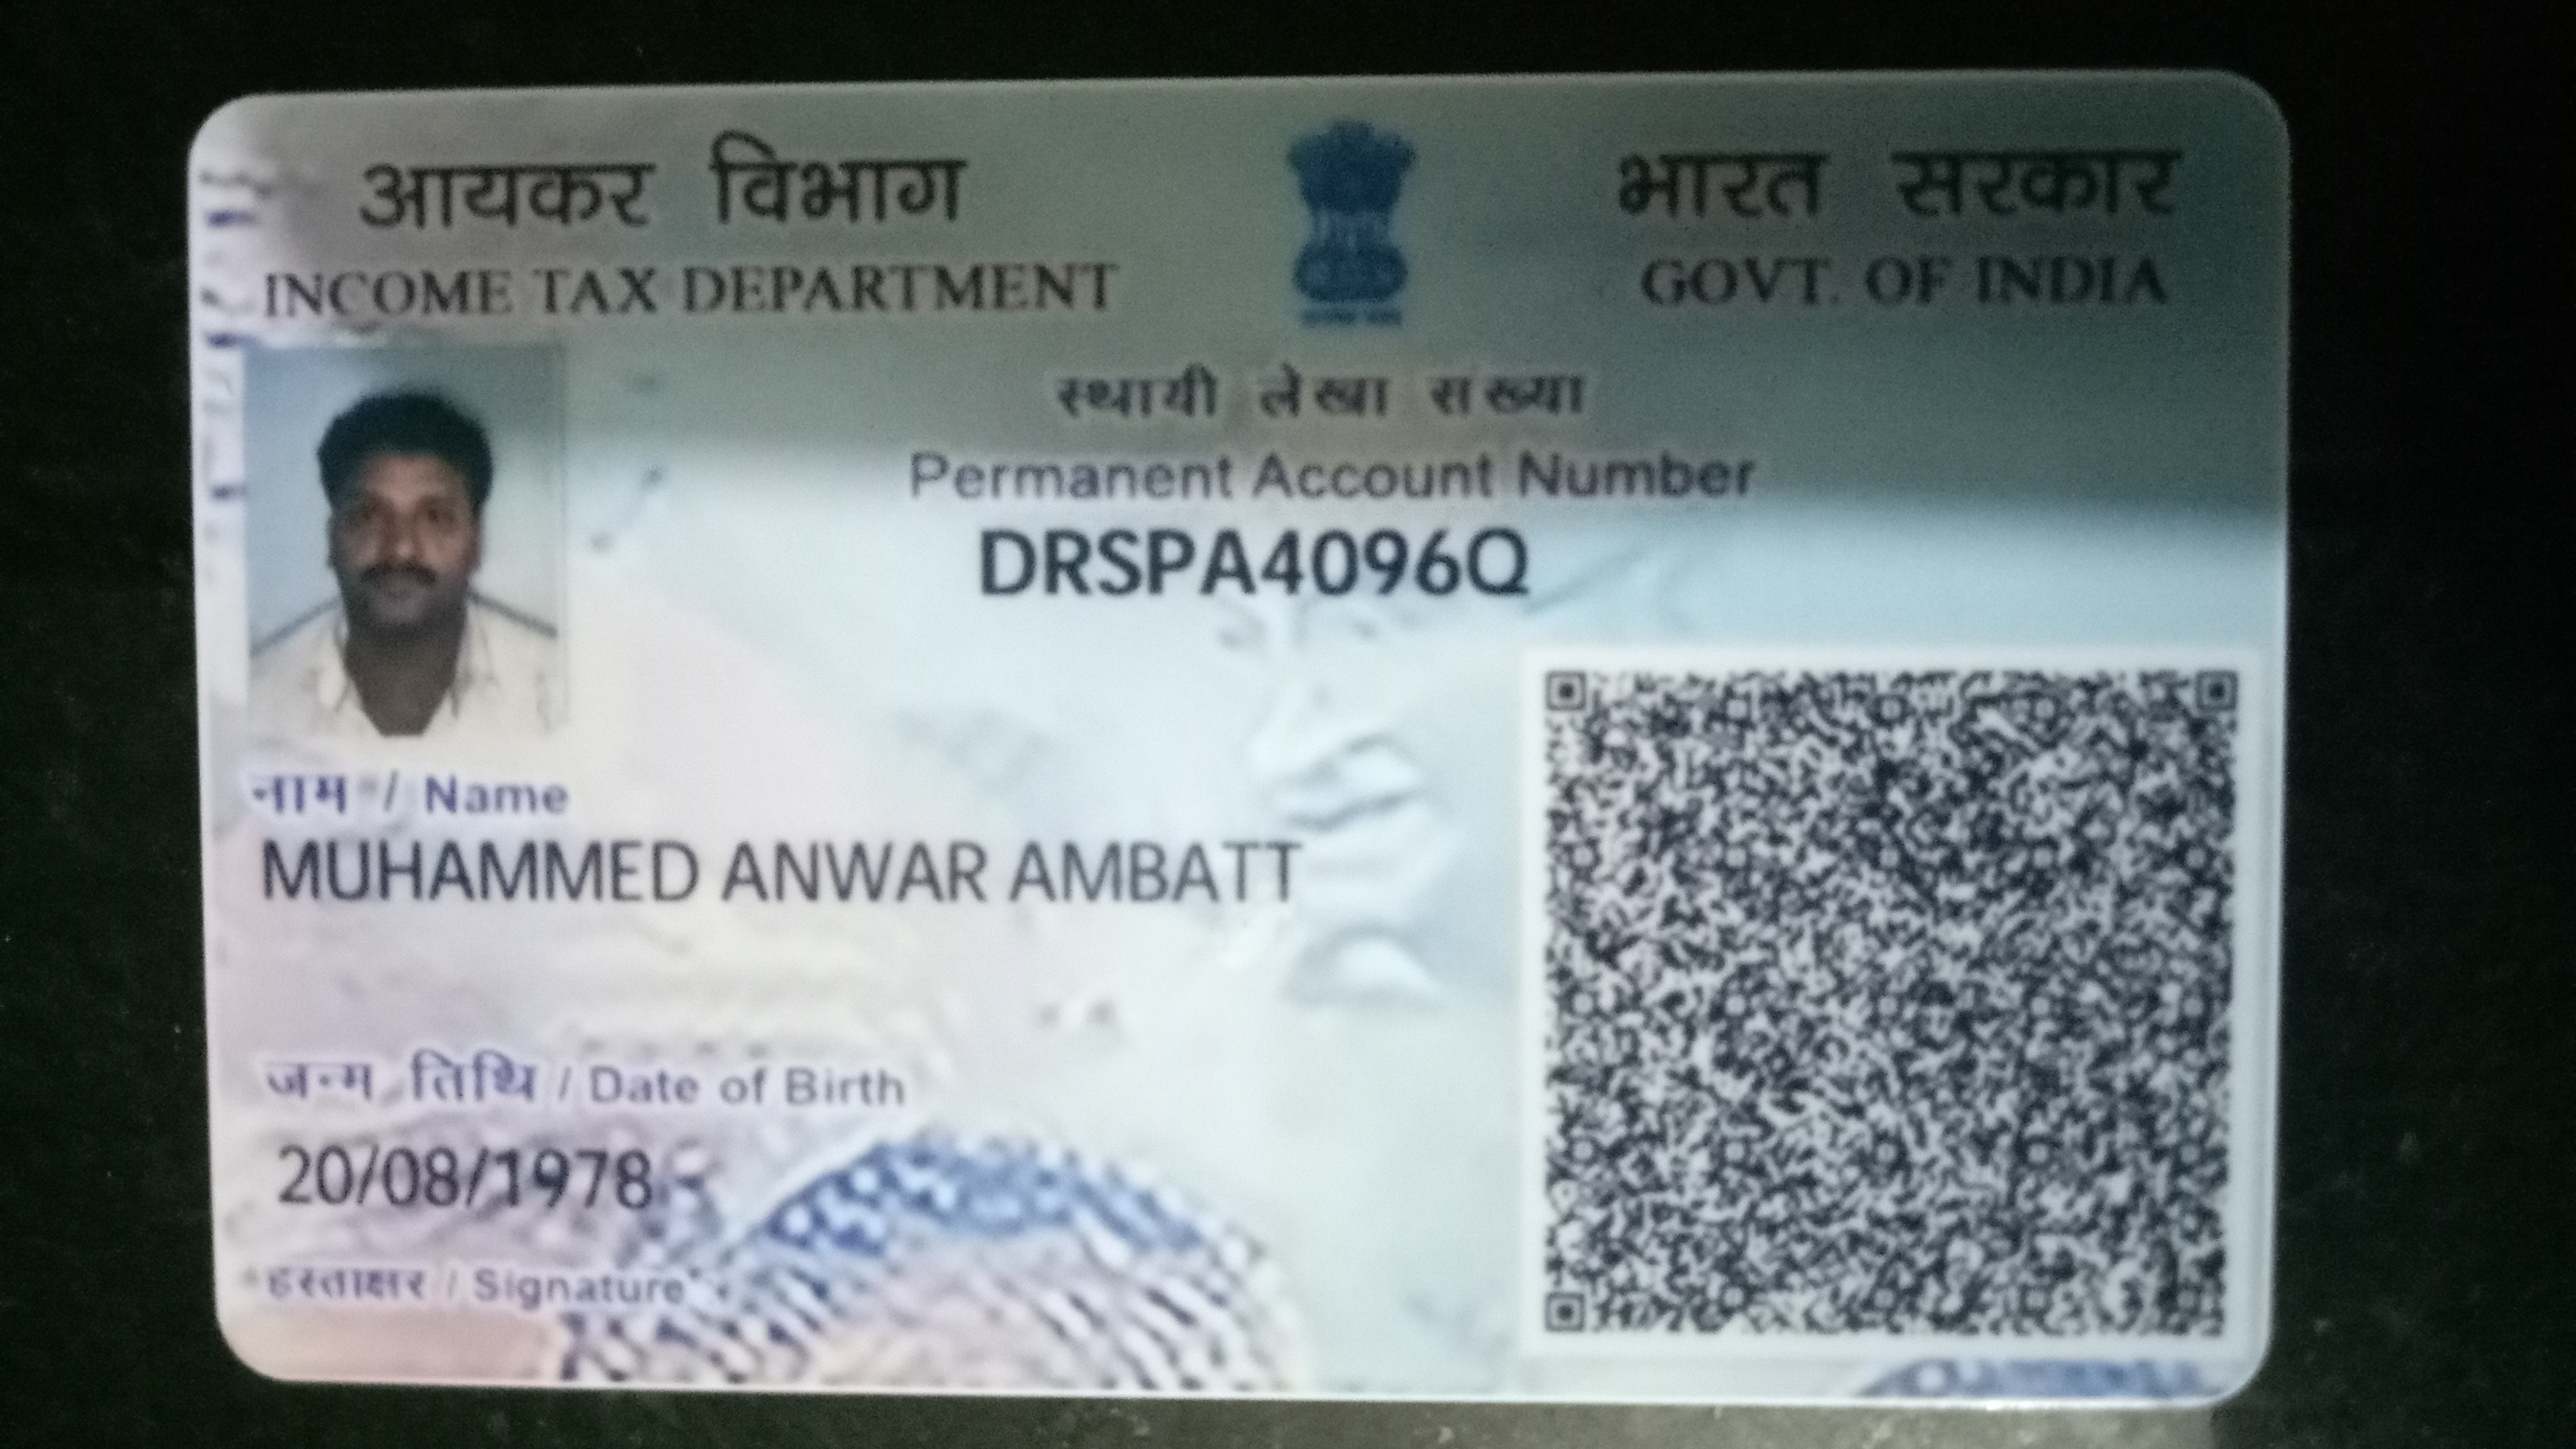 आयकर विभाग
INCOME TAX DEPARTMENT
भारत सरकार
GOVT. OF INDIA
स्थायी लेखा संख्या
Permanent Account Number
DRSPA4096Q
नाम / Name
MUHAMMED ANWAR AMBATT
जन्म तिथि / Date of Birth
20/08/1978
हस्ताक्षर / Signature